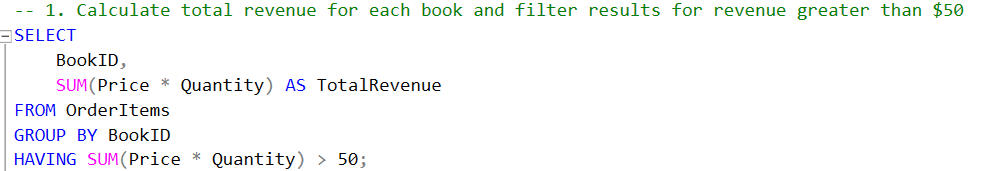 -- 1. Calculate total revenue for each book and filter results for revenue greater than $50
SELECT
    BookID,
    SUM(Price * Quantity) AS TotalRevenue
FROM OrderItems
GROUP BY BookID
HAVING SUM(Price * Quantity) > 50;